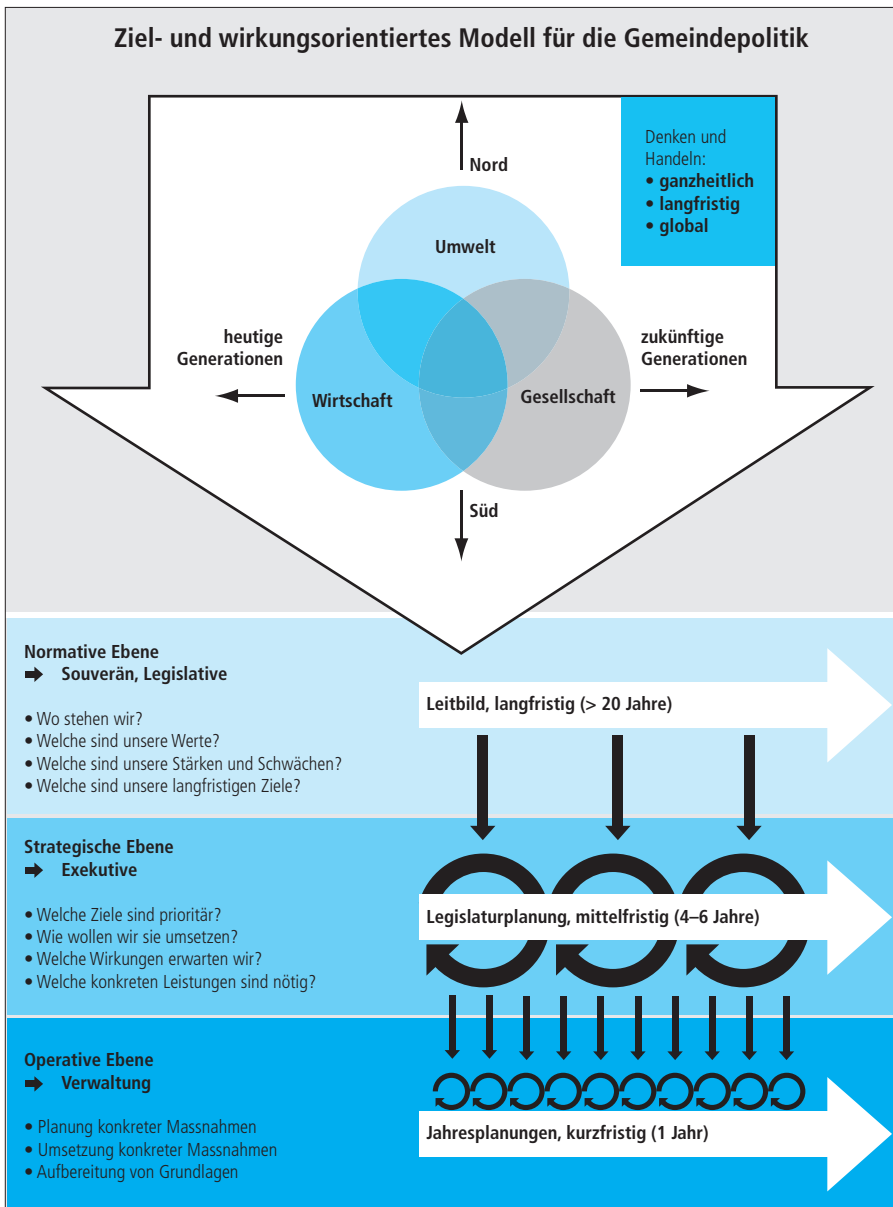 Ziel- und wirkungsorientiertes Modell für die Gemeindepolitik
Denken und
Handeln:
• ganzheitlich
• langfristig
• global
Nord
Umwelt
heutige
Generationen
zukünftige
Generationen
Wirtschaft
Gesellschaft
Süd
Normative Ebene
➡ Souverän, Legislative
• Wo stehen wir?
• Welche sind unsere Werte?
• Welche sind unsere Stärken und Schwächen?
• Welche sind unsere langfristigen Ziele?
Leitbild, langfristig (> 20 Jahre)
Strategische Ebene
➡ Exekutive
• Welche Ziele sind prioritär?
• Wie wollen wir sie umsetzen?
• Welche Wirkungen erwarten wir?
• Welche konkreten Leistungen sind nötig?
Legislaturplanung, mittelfristig (4–6 Jahre)
Operative Ebene
➡ Verwaltung
• Planung konkreter Massnahmen
• Umsetzung konkreter Massnahmen
• Aufbereitung von Grundlagen
Jahresplanungen, kurzfristig (1 Jahr)